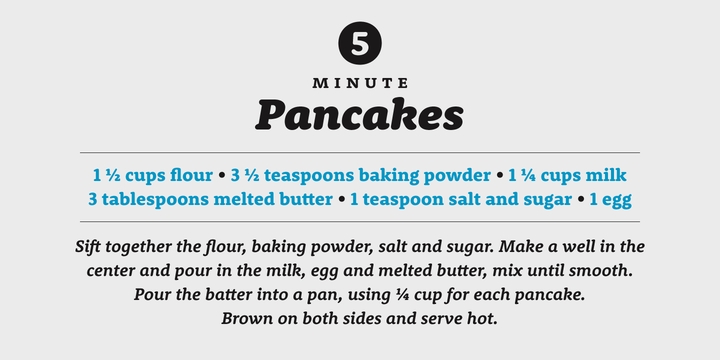 5
MINUTE
Pancakes
1 ½ cups flour • 3 ½ teaspoons baking powder • 1 ¼ cups milk
3 tablespoons melted butter • 1 teaspoon salt and sugar • 1 egg
Sift together the flour, baking powder, salt and sugar. Make a well in the
center and pour in the milk, egg and melted butter, mix until smooth.
Pour the batter into a pan, using ¼ cup for each pancake.
Brown on both sides and serve hot.